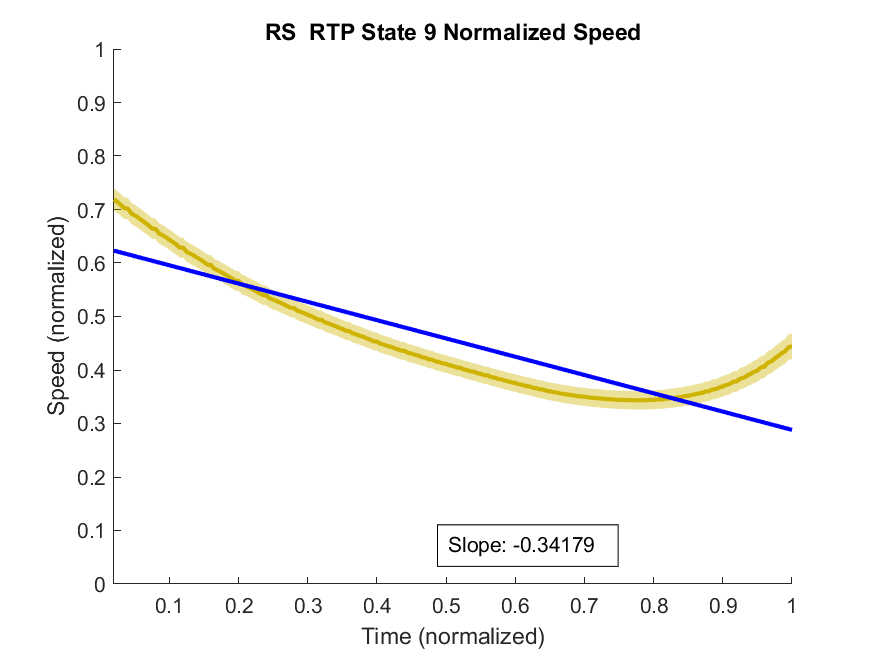 RS  RTP State 9 Normalized Speed
1
0.9
0.8
0.7
0.6
0.5
0.4
0.3
0.2
0.1
0
Speed (normalized)
Slope: -0.34179
0.1 0.2 0.3 0.4 0.5 0.6 0.7 0.8 0.9 1
Time (normalized)